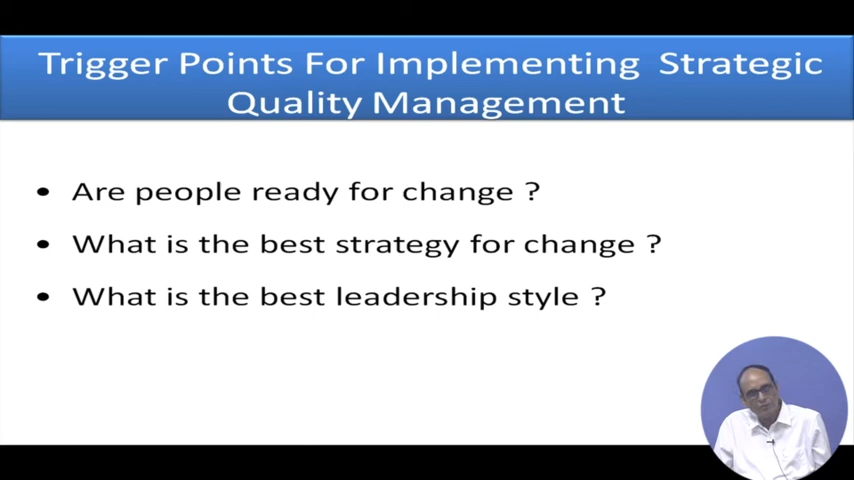 Trigger Points For Implementing  Strategic
Quality Management
• Are people ready for change ?
• What is the best strategy for change ?
• What is the best leadership style ?